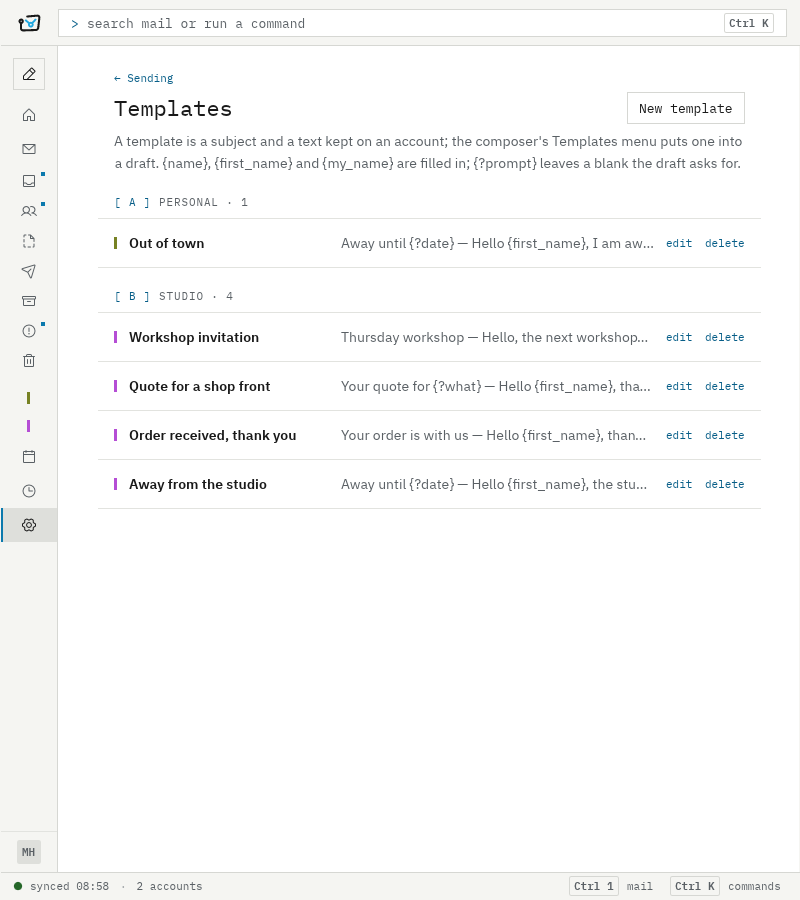 > search mail or run a command Ctrl K
← Sending
Templates
New template
A template is a subject and a text kept on an account; the composer's Templates menu puts one into
a draft. {name}, {first_name} and {my_name} are filled in; {?prompt} leaves a blank the draft asks for.
[ A ] PERSONAL · 1
Out of town Away until {?date} — Hello {first_name}, I am aw... edit delete
[ B ] STUDIO · 4
Workshop invitation Thursday workshop — Hello, the next workshop... edit delete
Quote for a shop front Your quote for {?what} — Hello {first_name}, tha... edit delete
Order received, thank you Your order is with us — Hello {first_name}, than... edit delete
Away from the studio Away until {?date} — Hello {first_name}, the stu... edit delete
MH
synced 08:58 · 2 accounts Ctrl 1 mail Ctrl K commands